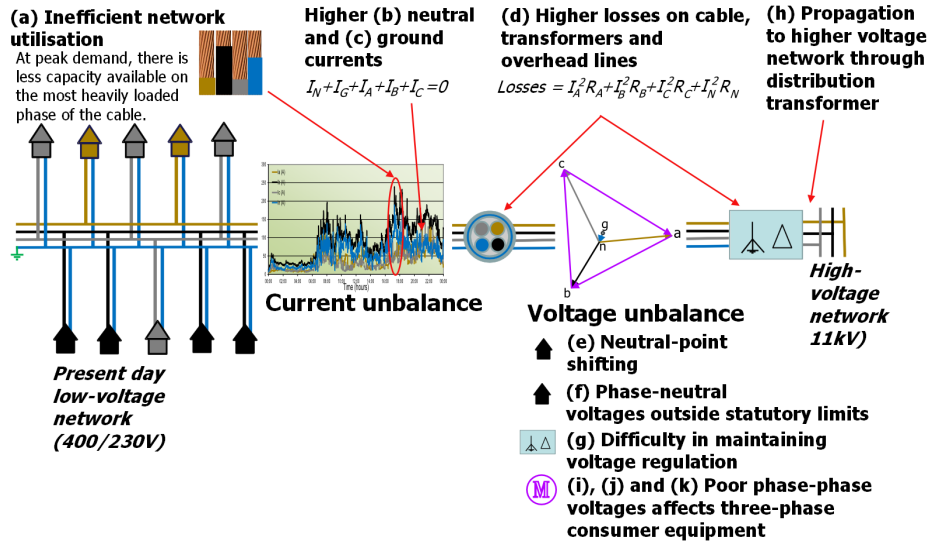 (a) Inefficient network
utilisation
At peak demand, there is
less capacity available on
the most heavily loaded
phase of the cable.
Higher (b) neutral
and (c) ground
currents
I_N+I_G+I_A+I_B+I_C=0
(d) Higher losses on cable,
transformers and
overhead lines
Losses = I_A^2R_A+I_B^2R_B+I_C^2R_C+I_N^2R_N
(h) Propagation
to higher voltage
network through
distribution
transformer
Time (hours)
Current unbalance
c
g
n
a
b
Voltage unbalance
High-
voltage
network
11kV)
Present day
low-voltage
network
(400/230V)
(e) Neutral-point
shifting
(f) Phase-neutral
voltages outside statutory limits
(g) Difficulty in maintaining
voltage regulation
M
(i), (j) and (k) Poor phase-phase
voltages affects three-phase
consumer equipment